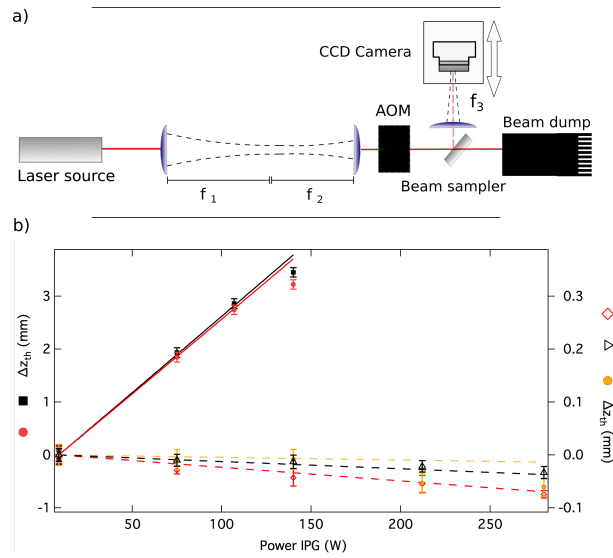 a)
CCD Camera
f3
AOM
Beam dump
Laser source
Beam sampler
f 1
f 2
b)
3
2
1
0
-1
0.3
0.2
0.1
0.0
-0.1
Δzth (mm)
Δzth (mm)
50
100
150
200
250
Power IPG (W)